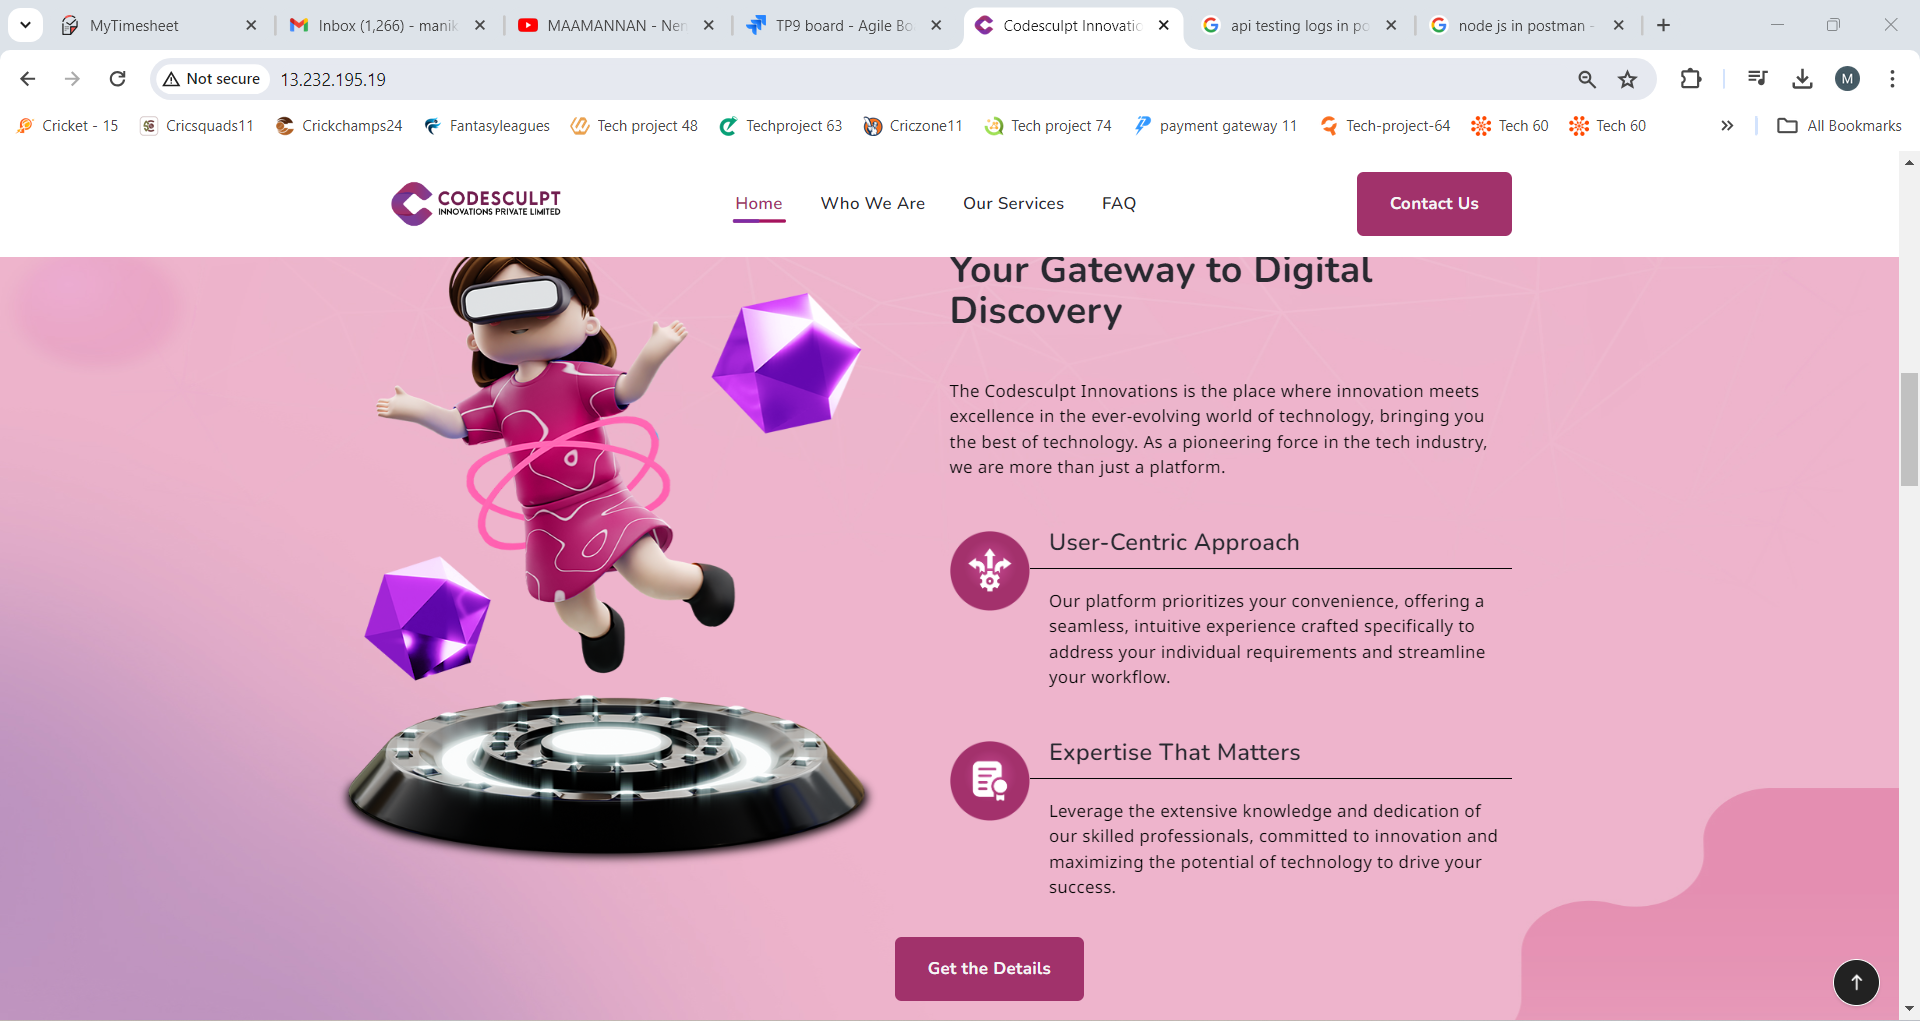 MyTimesheet
Inbox (1,266) - manik
MAAMANNAN - Nen
TP9 board - Agile Bo
Codesculpt Innovatio
api testing logs in po
node js in postman -
Not secure
13.232.195.19
M
Cricket - 15
Cricsquads11
Crickchamps24
Fantasyleagues
Tech project 48
Techproject 63
Criczone11
Tech project 74
payment gateway 11
Tech-project-64
Tech 60
Tech 60
All Bookmarks
CODESCULPT
INNOVATIONS PRIVATE LIMITED
Home
Who We Are
Our Services
FAQ
Contact Us
Your Gateway to Digital
Discovery
The Codesculpt Innovations is the place where innovation meets
excellence in the ever-evolving world of technology, bringing you
the best of technology. As a pioneering force in the tech industry,
we are more than just a platform.
User-Centric Approach
Our platform prioritizes your convenience, offering a
seamless, intuitive experience crafted specifically to
address your individual requirements and streamline
your workflow.
Expertise That Matters
Leverage the extensive knowledge and dedication of
our skilled professionals, committed to innovation and
maximizing the potential of technology to drive your
success.
Get the Details